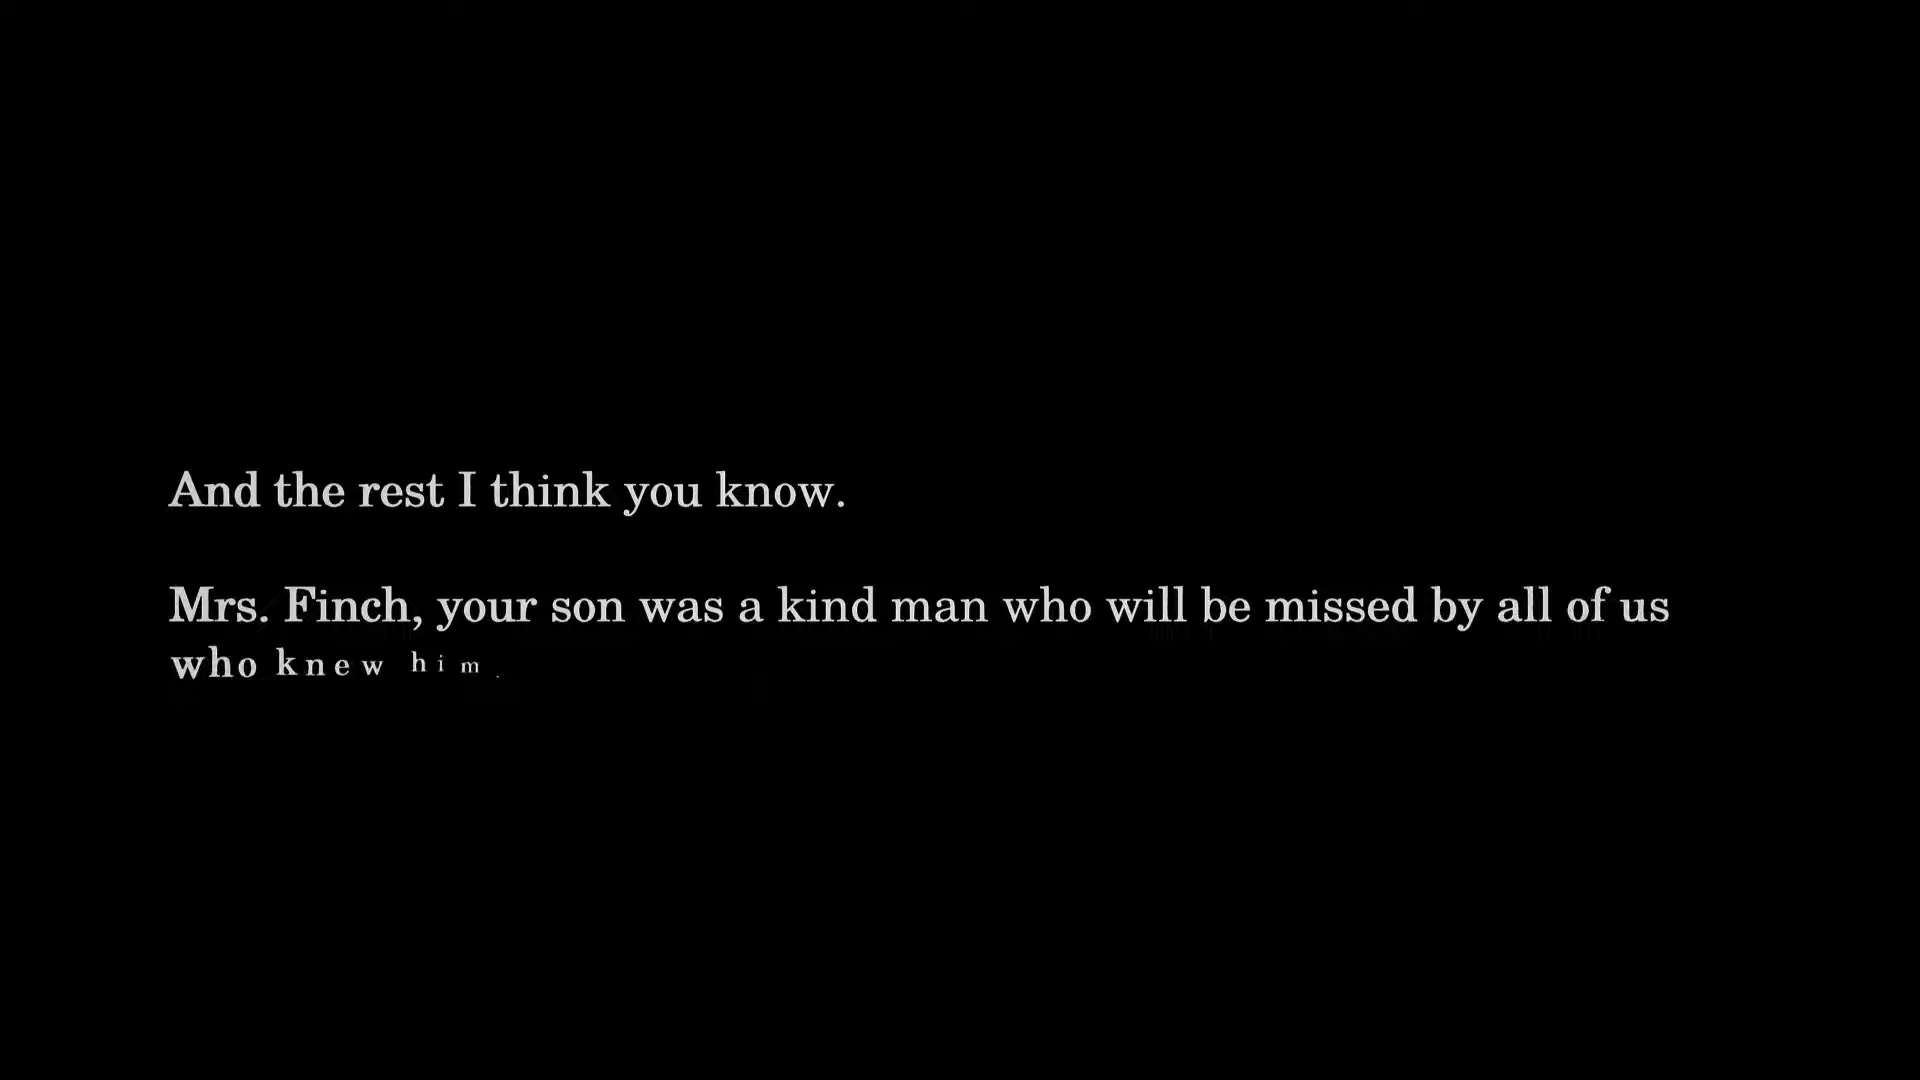 And the rest I think you know.
Mrs. Finch, your son was a kind man who will be missed by all of us
who knew him.